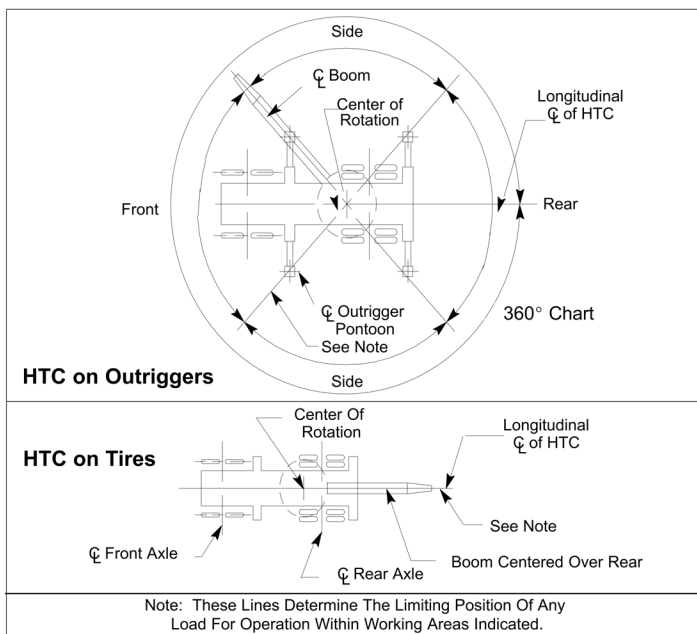 Side
℄ Boom
Center of
Rotation
Longitudinal
℄ of HTC
Front
Rear
℄ Outrigger
Pontoon
See Note
360° Chart
HTC on Outriggers
Side
Center Of
Rotation
Longitudinal
℄ of HTC
HTC on Tires
See Note
℄ Front Axle
Boom Centered Over Rear
℄ Rear Axle
Note: These Lines Determine The Limiting Position Of Any
Load For Operation Within Working Areas Indicated.